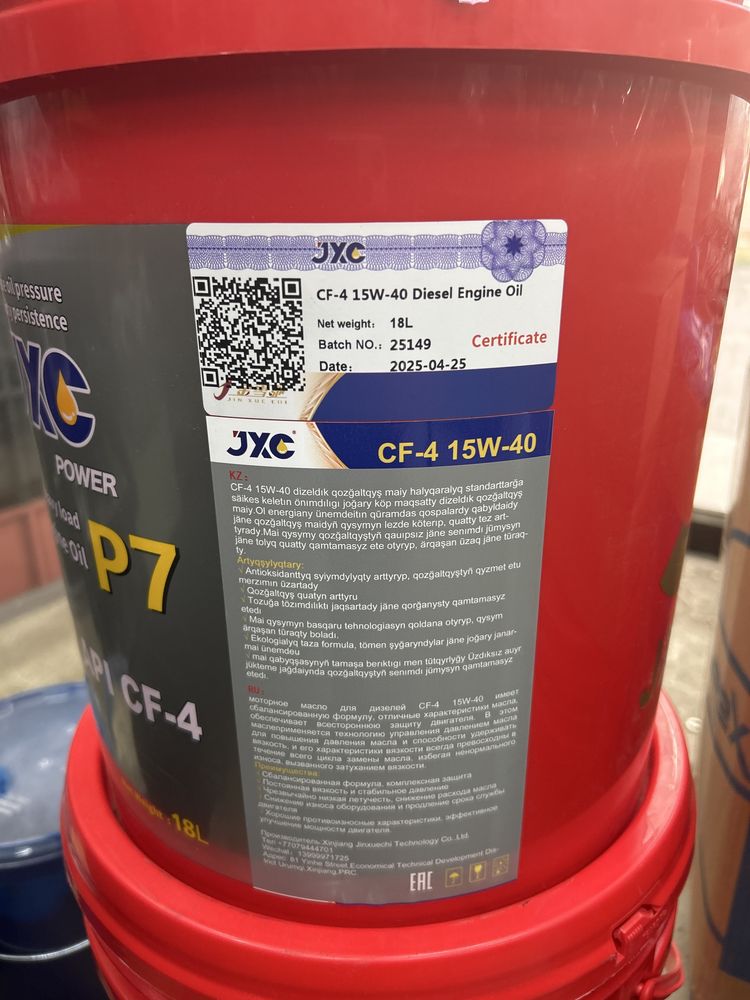 oil pressure
persistence
JXC
POWER
load
Oil
P7
API CF-4
18L
JXC
CF-4 15W-40 Diesel Engine Oil
Net weight: 18L
Batch NO.: 25149
Certificate
Date: 2025-04-25
JIN XUE CHI
JXC
CF-4 15W-40
KZ:
CF-4 15W-40 dizeldık qozğaltqyş maiy halyqaralyq standarttarğa
säikes keletın önımdılıgı joğary köp maqsatty dizeldık qozğaltqyş
maiy.Ol energiany ünemdeitın qūramdas qospalardy qabyldaidy
jäne qozğaltqyş maidyñ qysymyn lezde köterıp, quatty tez art-
tyrady.Mai qysymy qozğaltqyştyñ qauıpsız jäne senımdı jūmysyn
jäne tolyq quatty qamtamasyz ete otyryp, ärqaşan ūzaq jäne tūraq-
ty.
Artyqşylyqtary:
√ Antioksidanttyq syiymdylyqty arttyryp, qozğaltqyştyñ qyzmet etu
merzımın ūzartady
√ Qozğaltqyş quatyn arttyru
√ Tozuğa tözımdılıktı jaqsartady jäne qorğanysty qamtamasyz
etedı
√ Mai qysymyn basqaru tehnologiasyn qoldana otyryp, qysym
ärqaşan tūraqty boladı.
√ Ekologialyq taza formula, tömen şyğaryndylar jäne joğary janar-
mai ünemdeu
√ mai qabyqşasynyñ tamaşa berıktıgı men tūtqyrlyğy Üzdıksız auyr
jükteme jağdaiynda qozğaltqyştyñ senımdı jūmysyn qamtamasyz
etedı.
RU:
моторное масло для дизелей CF-4 15W-40 имеет
сбалансированную формулу, отличные характеристики масла,
обеспечивает всестороннюю защиту двигателя. В этом
маслеприменяется технологию управления давлением масла
для повышения давления масла и способности удерживать
вязкость, и его характеристики вязкости всегда превосходны в
течение всего цикла замены масла, избегая ненормального
износа, вызванного затуханием вязкости.
Преимущества:
√ Сбалансированная формула, комплексная защита
√ Постоянная вязкость и стабильное давление
√ Чрезвычайно низкая летучесть, снижение расхода масла
√ Снижение износа оборудования и продление срока службы
двигателя
√ Хорошие противоизносные характеристики, эффективное
улучшение мощности двигателя.
Производитель:Xinjiang Jinxuechi Technology Co.,Ltd.
Тел:+77079444701
Wechat: 13999971725
Адрес: 81 Yinhe Street,Economical Technical Development Dis-
trict Urumqi,Xinjiang,PRC.
EAC